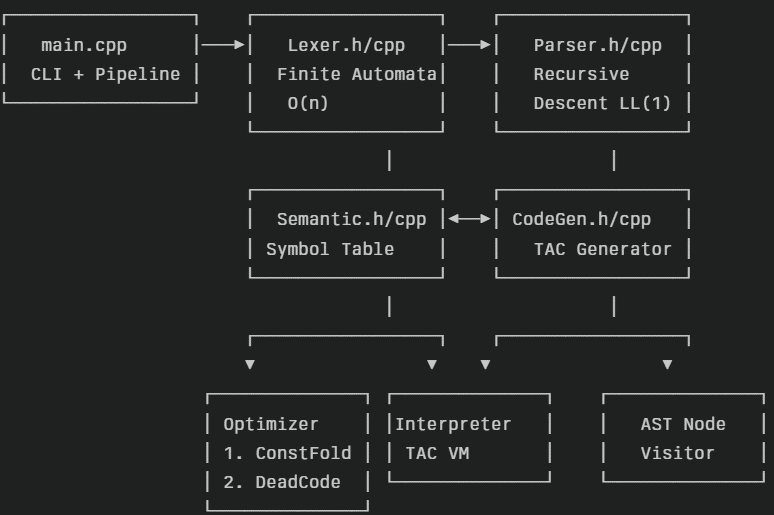 main.cpp
CLI + Pipeline
Lexer.h/cpp
Finite Automata
O(n)
Parser.h/cpp
Recursive
Descent LL(1)
Semantic.h/cpp
Symbol Table
CodeGen.h/cpp
TAC Generator
Optimizer
1. ConstFold
2. DeadCode
Interpreter
TAC VM
AST Node
Visitor